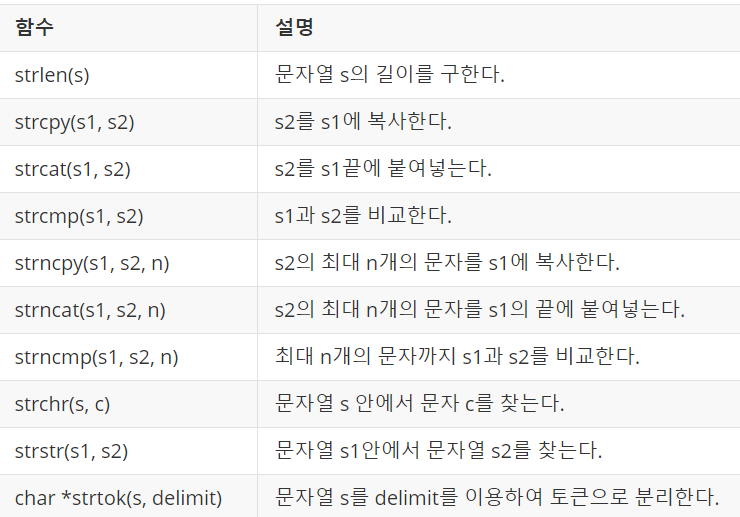 함수 설명
strlen(s) 문자열 s의 길이를 구한다.
strcpy(s1, s2) s2를 s1에 복사한다.
strcat(s1, s2) s2를 s1끝에 붙여넣는다.
strcmp(s1, s2) s1과 s2를 비교한다.
strncpy(s1, s2, n) s2의 최대 n개의 문자를 s1에 복사한다.
strncat(s1, s2, n) s2의 최대 n개의 문자를 s1의 끝에 붙여넣는다.
strncmp(s1, s2, n) 최대 n개의 문자까지 s1과 s2를 비교한다.
strchr(s, c) 문자열 s 안에서 문자 c를 찾는다.
strstr(s1, s2) 문자열 s1안에서 문자열 s2를 찾는다.
char *strtok(s, delimit) 문자열 s를 delimit를 이용하여 토큰으로 분리한다.